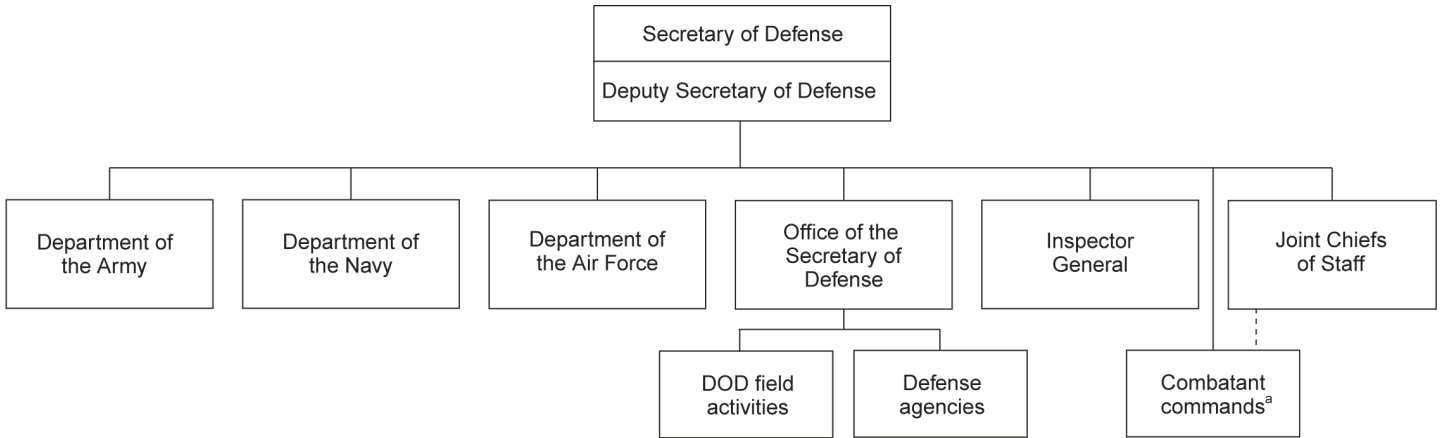 Secretary of Defense
Deputy Secretary of Defense
Department of
the Army
Department of
the Navy
Department of
the Air Force
Office of the
Secretary of
Defense
Inspector
General
Joint Chiefs
of Staff
DOD field
activities
Defense
agencies
Combatant
commandsᵃ